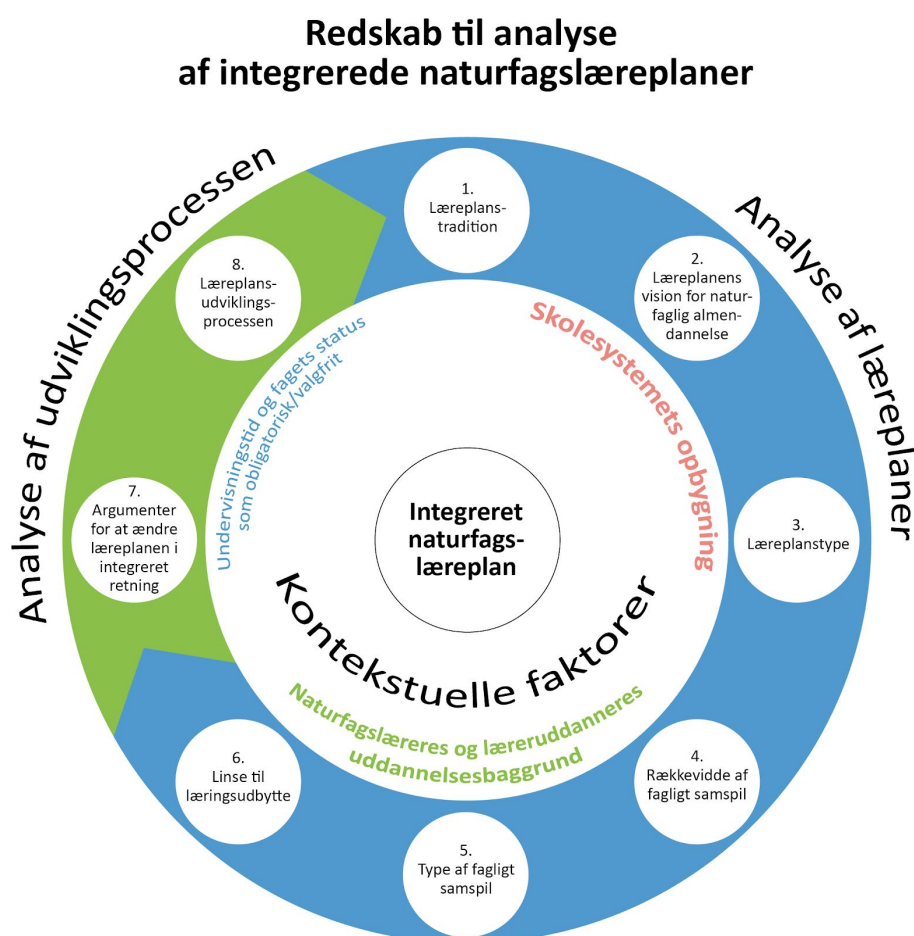 Redskab til analyse
af integrerede naturfagslæreplaner
Analyse af udviklingsprocessen
Analyse af læreplaner
1.
Læreplans-
tradition
2.
Læreplanens
vision for natur-
faglig almen-
dannelse
3.
Læreplanstype
4.
Rækkevidde af
fagligt samspil
5.
Type af fagligt
samspil
6.
Linse til
læringsudbytte
7.
Argumenter
for at ændre
læreplanen i
integreret
retning
8.
Læreplans-
udviklings-
processen
Undervisningstid og fagets status
som obligatorisk/valgfrit
Skolesystemets opbygning
Integreret
naturfags-
læreplan
Kontekstuelle faktorer
Naturfagslæreres og læreruddanneres
uddannelsesbaggrund